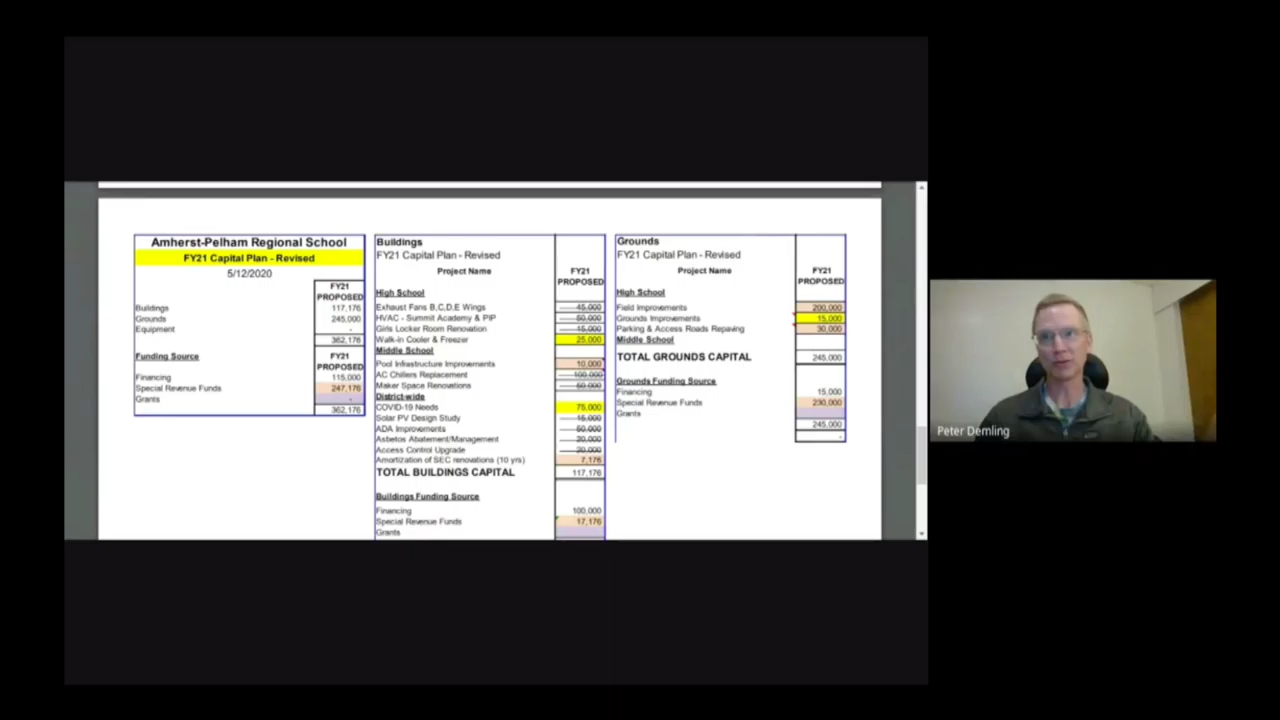 Amherst-Pelham Regional School
FY21 Capital Plan - Revised
5/12/2020
FY21
PROPOSED
Buildings 117,176
Grounds 245,000
Equipment -
362,176
Funding Source FY21
PROPOSED
Financing 115,000
Special Revenue Funds 247,176
Grants -
362,176
Buildings
FY21 Capital Plan - Revised
Project Name FY21
PROPOSED
High School
Exhaust Fans B,C,D,E Wings 45,000
HVAC - Summit Academy & PIP 50,000
Girls Locker Room Renovation 15,000
Walk-in Cooler & Freezer 25,000
Middle School
Pool Infrastructure Improvements 10,000
AC Chillers Replacement 100,000
Maker Space Renovations 60,000
District-wide
COVID-19 Needs 75,000
Solar PV Design Study 15,000
ADA Improvements 50,000
Asbetos Abatement/Management 20,000
Access Control Upgrade 20,000
Amortization of SEC renovations (10 yrs) 7,176
TOTAL BUILDINGS CAPITAL 117,176
Buildings Funding Source
Financing 100,000
Special Revenue Funds 17,176
Grants
Grounds
FY21 Capital Plan - Revised
Project Name FY21
PROPOSED
High School
Field Improvements 200,000
Grounds Improvements 15,000
Parking & Access Roads Repaving 30,000
Middle School
TOTAL GROUNDS CAPITAL 245,000
Grounds Funding Source
Financing 15,000
Special Revenue Funds 230,000
Grants
245,000
-
Peter Demling